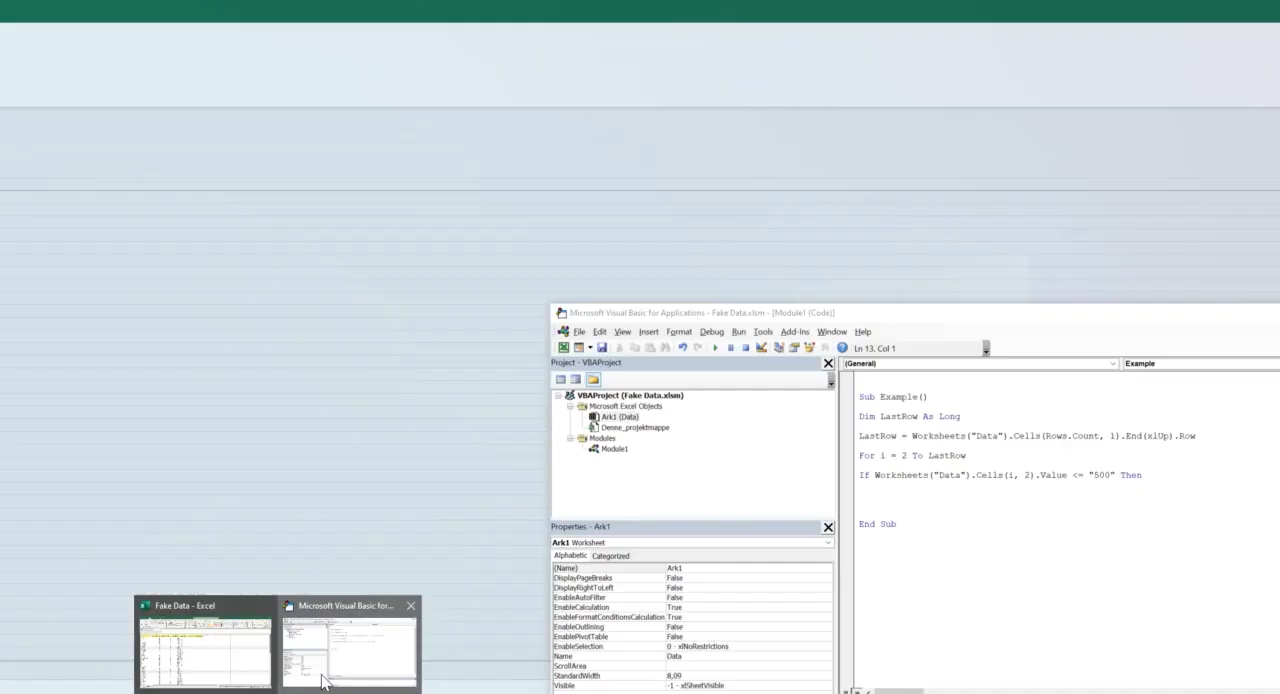 Microsoft Visual Basic for Applications - Fake Data.xlsm - [Module1 (Code)]
File Edit View Insert Format Debug Run Tools Add-Ins Window Help
Ln 13, Col 1
Project - VBAProject
(General)
Example
VBAProject (Fake Data.xlsm)
Microsoft Excel Objects
Ark1 (Data)
Denne_projektmappe
Modules
Module1
Sub Example()
Dim LastRow As Long
LastRow = Worksheets("Data").Cells(Rows.Count, 1).End(xlUp).Row
For i = 2 To LastRow
If Worksheets("Data").Cells(i, 2).Value <= "500" Then
End Sub
Properties - Ark1
Ark1 Worksheet
Alphabetic Categorized
(Name) Ark1
DisplayPageBreaks False
DisplayRightToLeft False
EnableAutoFilter False
EnableCalculation True
EnableFormatConditionsCalculation True
EnableOutlining False
EnablePivotTable False
EnableSelection 0 - xlNoRestrictions
Name Data
ScrollArea
StandardWidth 8,09
Visible -1 - xlSheetVisible
Fake Data - Excel
Microsoft Visual Basic for...